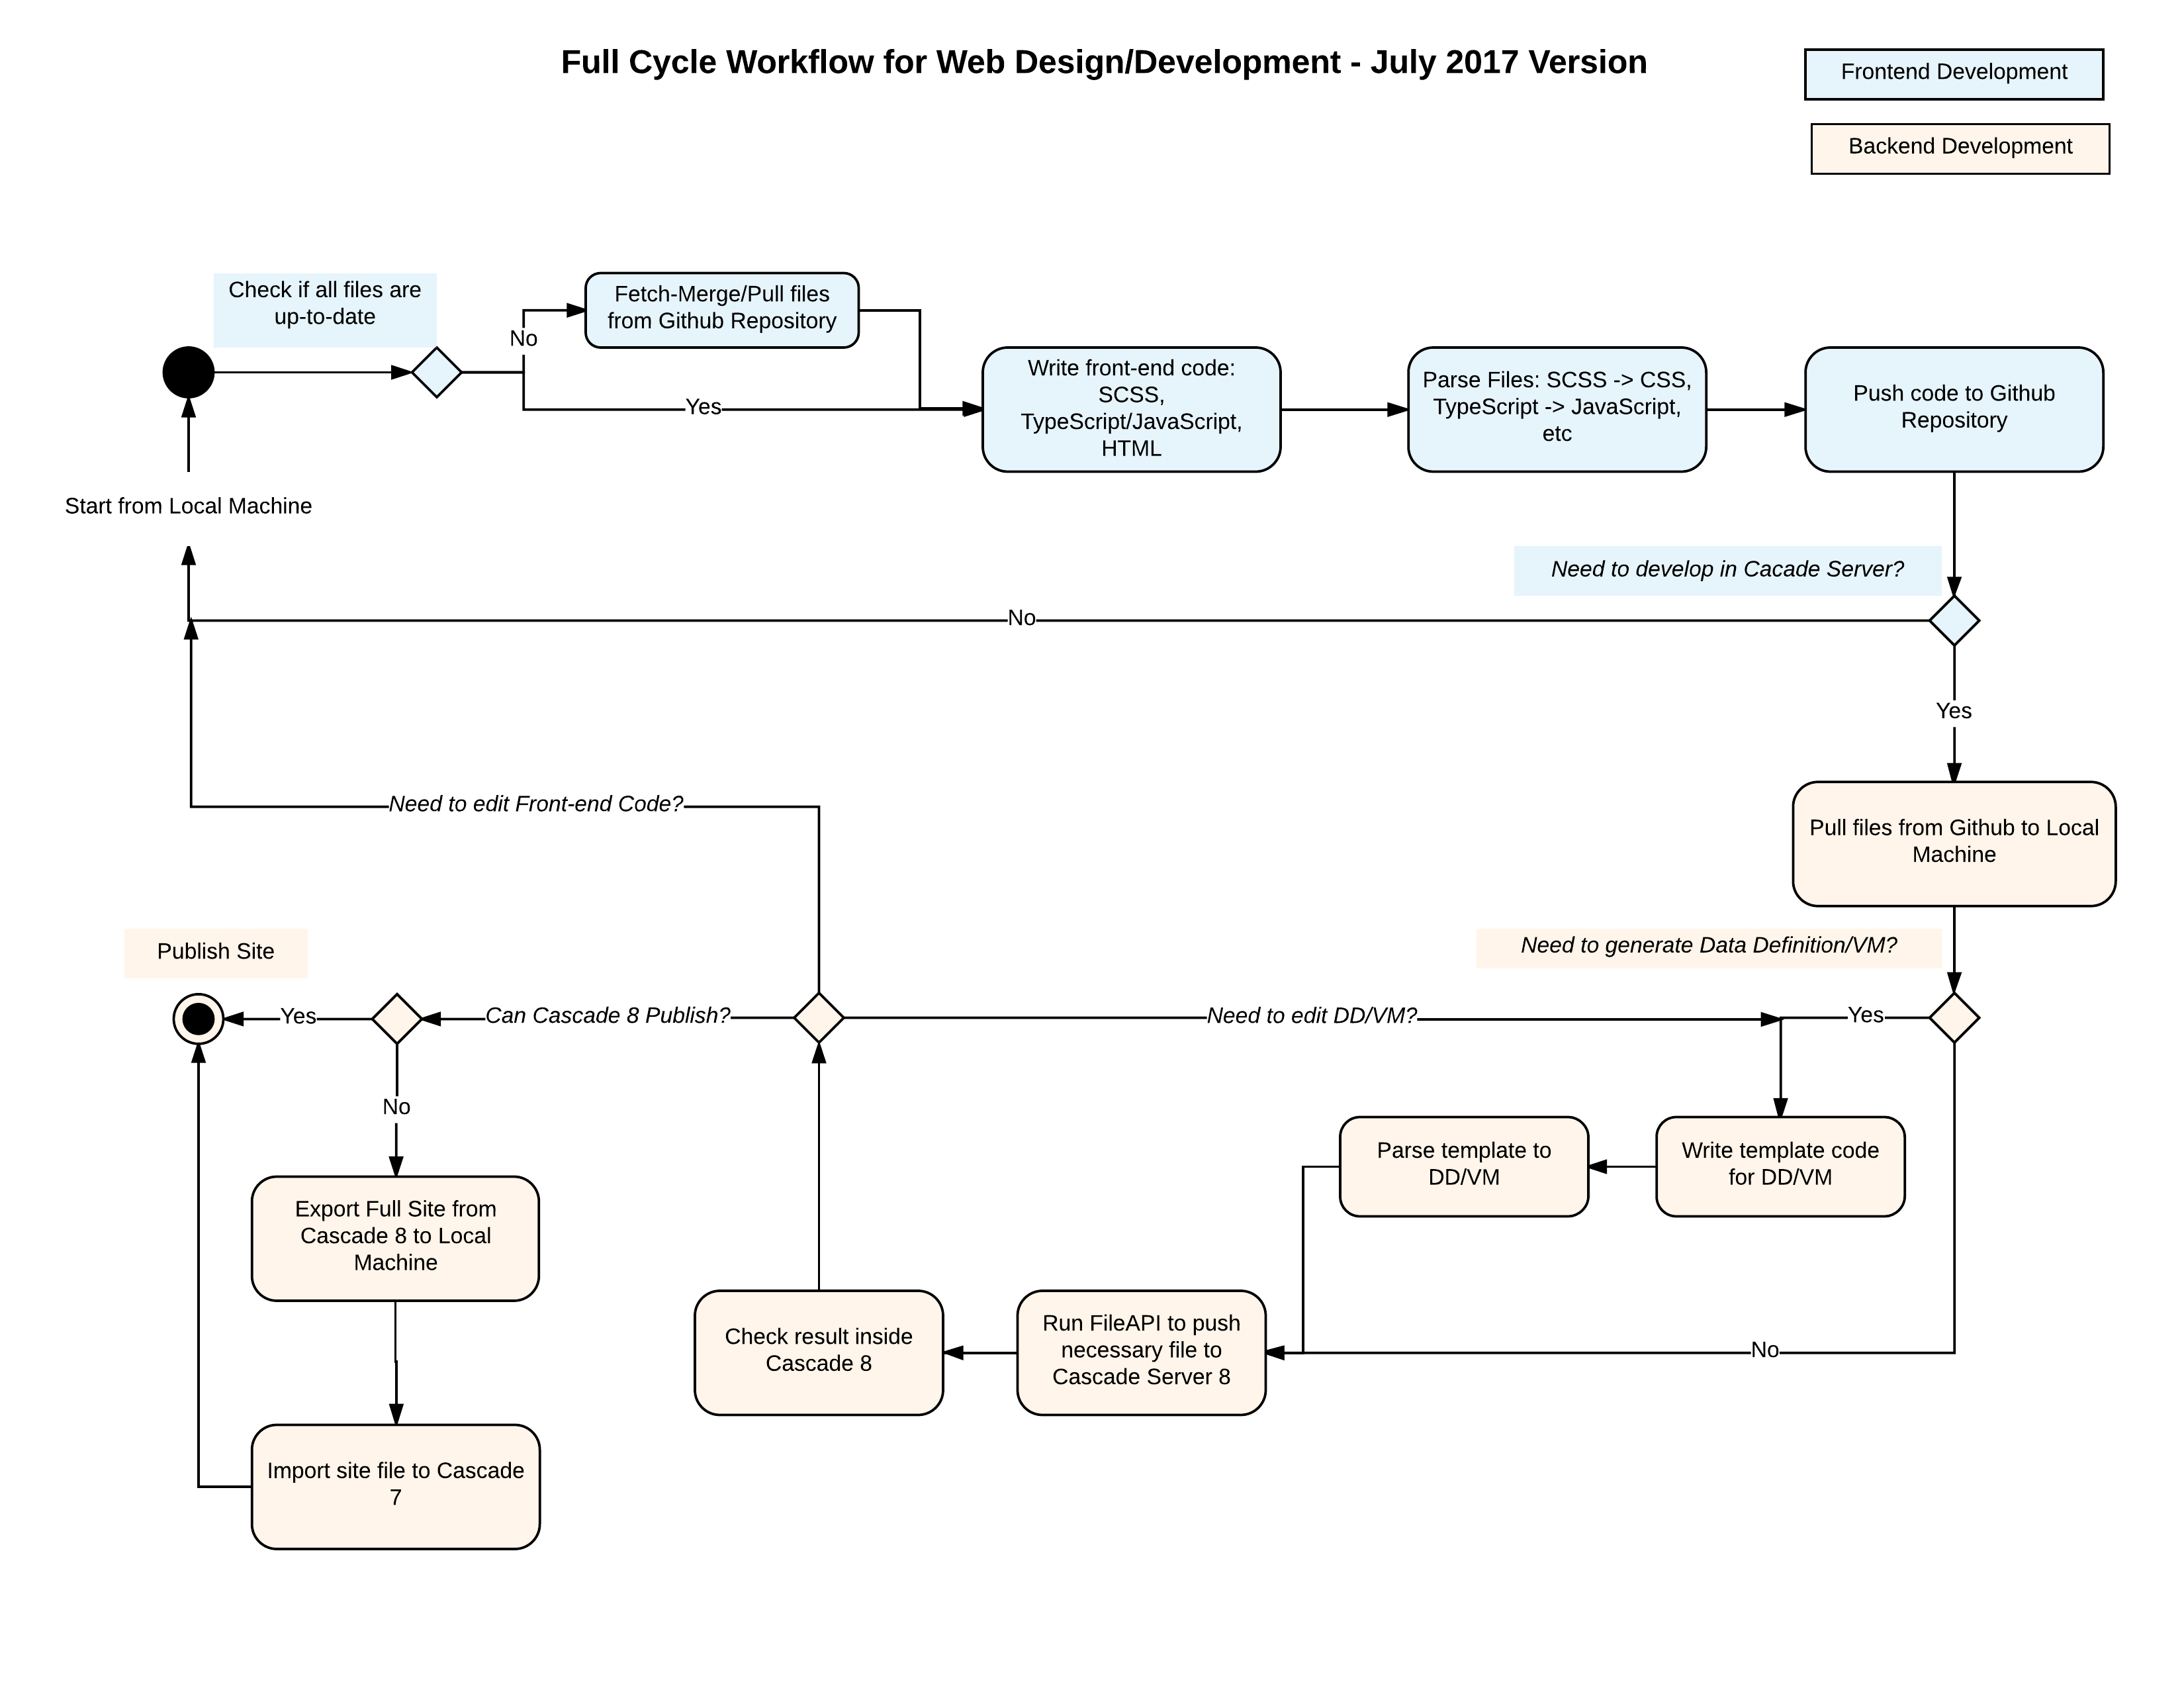 Full Cycle Workflow for Web Design/Development - July 2017 Version
Frontend Development
Backend Development
Check if all files are
up-to-date
No
Yes
Fetch-Merge/Pull files
from Github Repository
Write front-end code:
SCSS,
TypeScript/JavaScript,
HTML
Parse Files: SCSS -> CSS,
TypeScript -> JavaScript,
etc
Push code to Github
Repository
Start from Local Machine
Need to develop in Cacade Server?
No
Yes
Pull files from Github to Local
Machine
Need to edit Front-end Code?
Publish Site
Need to generate Data Definition/VM?
Yes
Can Cascade 8 Publish?
Need to edit DD/VM?
Yes
No
Parse template to
DD/VM
Write template code
for DD/VM
Export Full Site from
Cascade 8 to Local
Machine
Check result inside
Cascade 8
Run FileAPI to push
necessary file to
Cascade Server 8
No
Import site file to Cascade
7